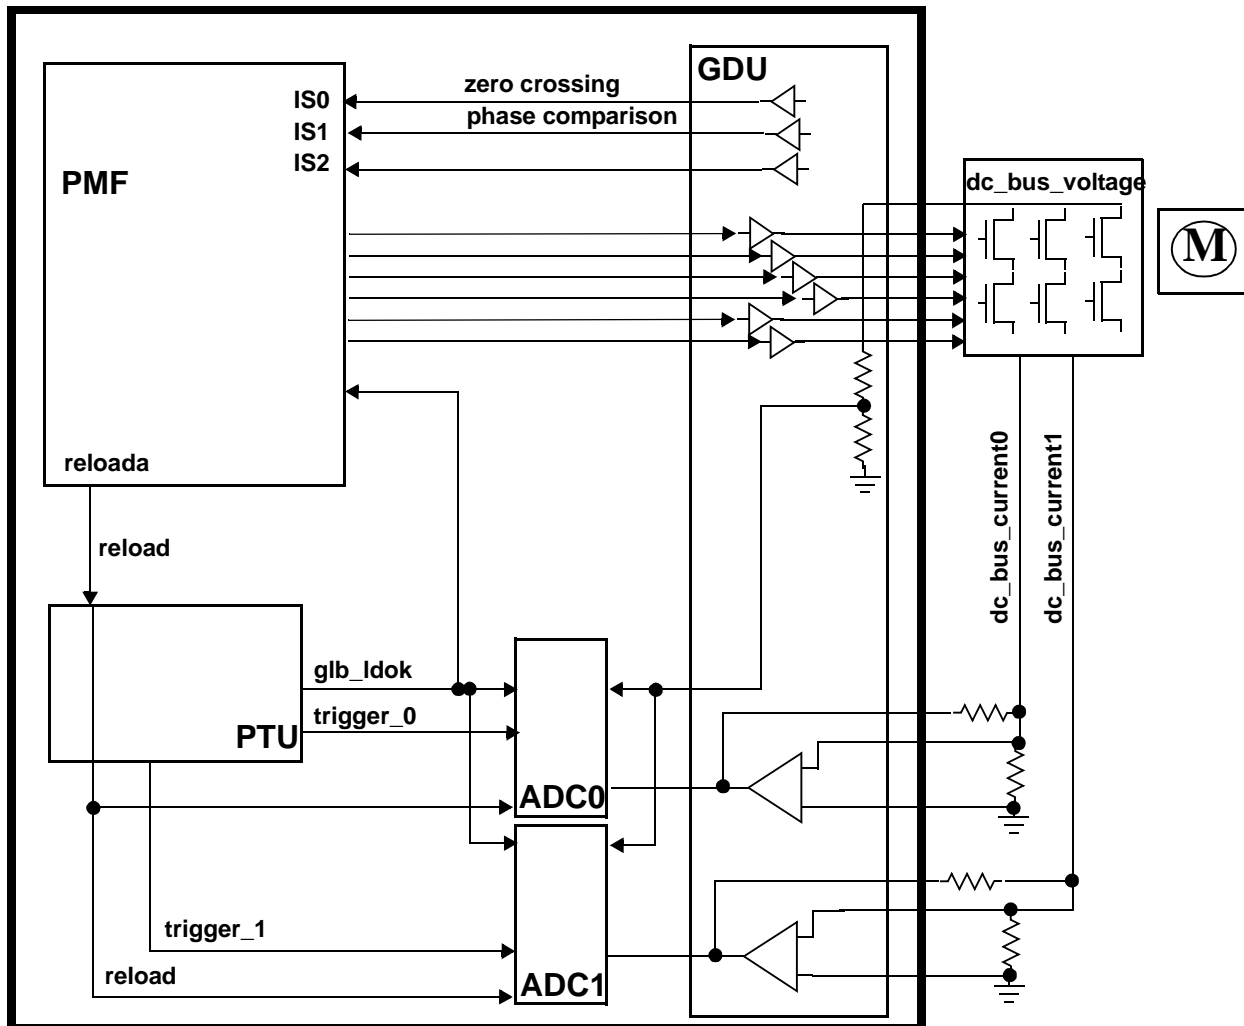 GDU
zero crossing
IS0
phase comparison
IS1
IS2
PMF
dc_bus_voltage
M
reloada
dc_bus_current0
dc_bus_current1
reload
glb_ldok
trigger_0
PTU
ADC0
trigger_1
reload
ADC1